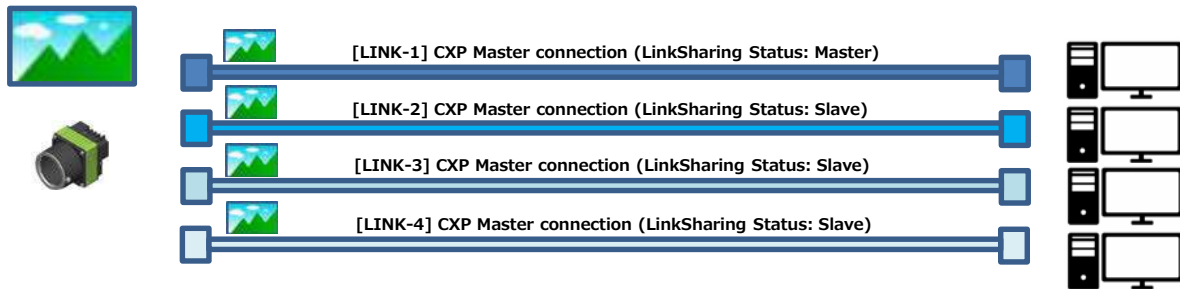 [LINK-1] CXP Master connection (LinkSharing Status: Master)
[LINK-2] CXP Master connection (LinkSharing Status: Slave)
[LINK-3] CXP Master connection (LinkSharing Status: Slave)
[LINK-4] CXP Master connection (LinkSharing Status: Slave)